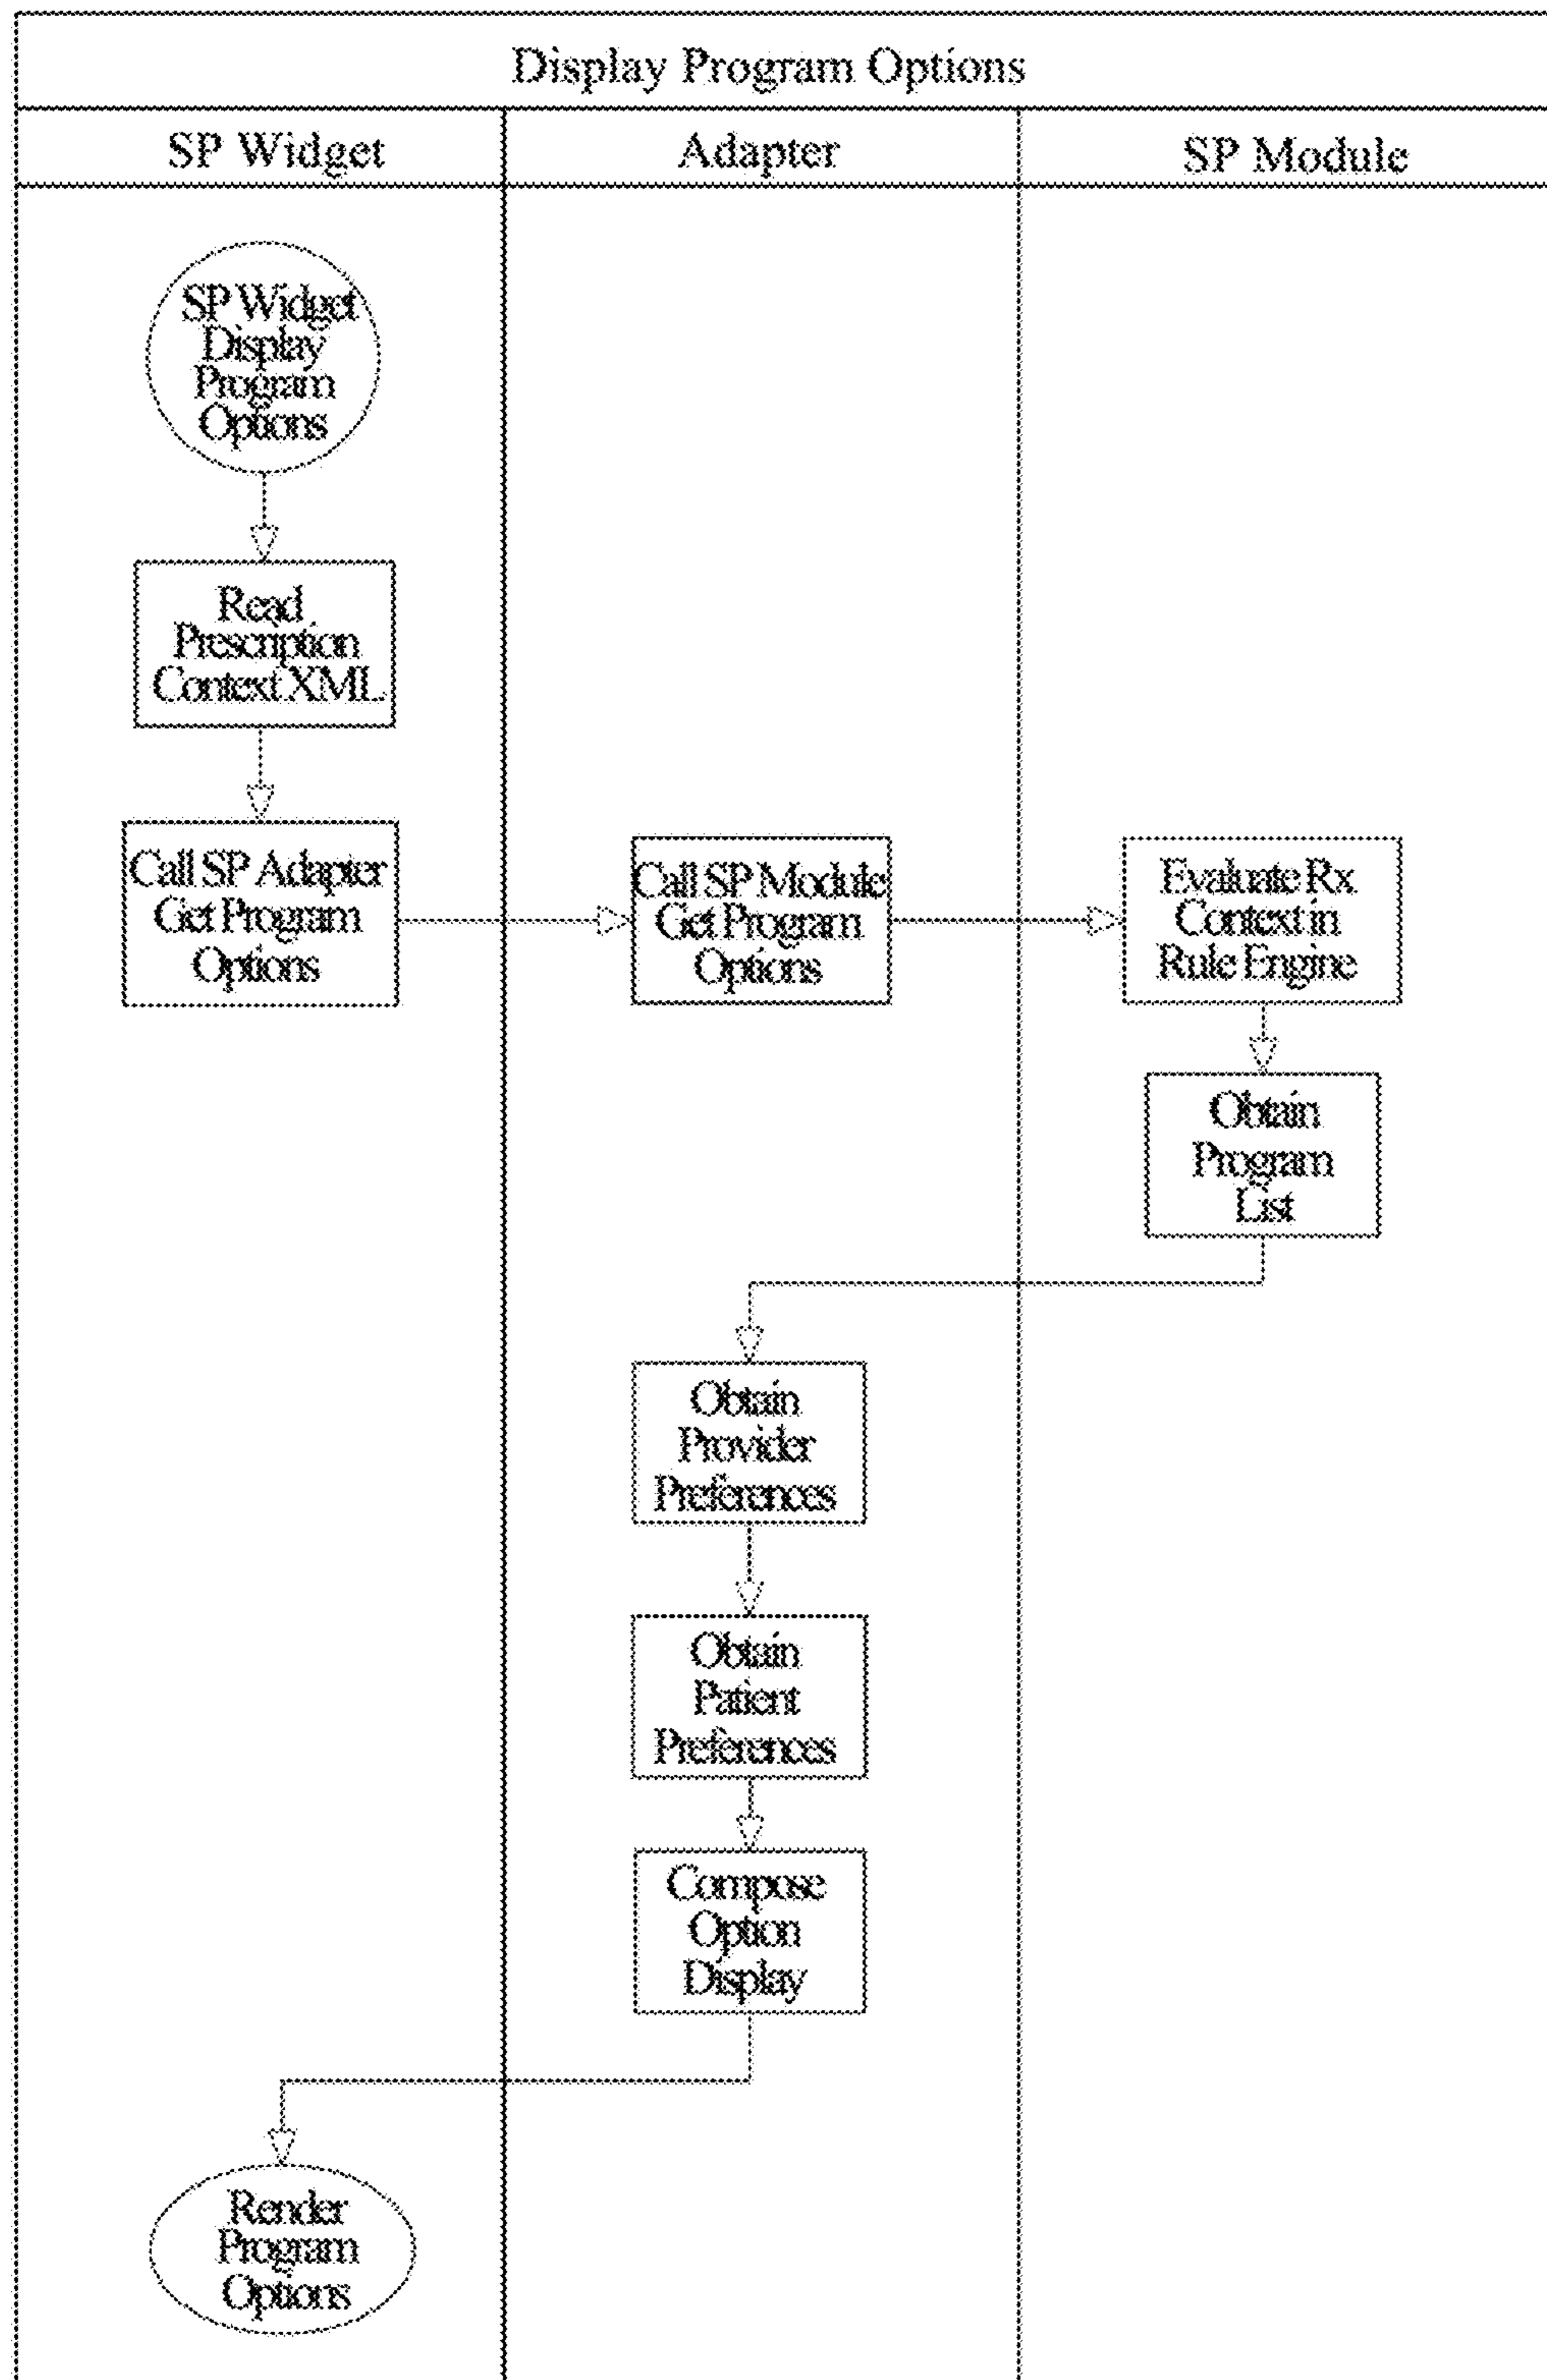 Display Program Options
SP Widget
Adapter
SP Module
SP Widget
Display
Program
Options
Read
Prescription
Context XML
Call SP Adapter
Get Program
Options
Call SP Module
Get Program
Options
Evaluate Rx
Context in
Rule Engine
Obtain
Program
List
Obtain
Provider
Preferences
Obtain
Patient
Preferences
Compose
Option
Display
Render
Program
Options